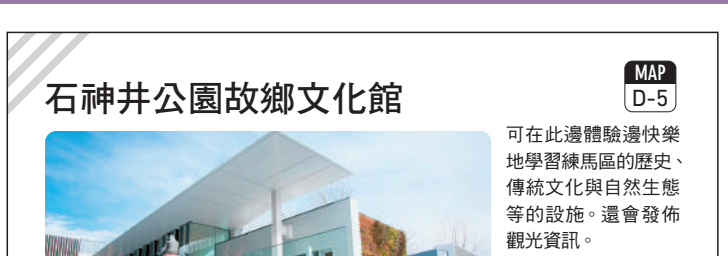 石神井公園故鄉文化館
MAP
D-5
可在此邊體驗邊快樂
地學習練馬區的歷史、
傳統文化與自然生態
等的設施。還會發佈
觀光資訊。